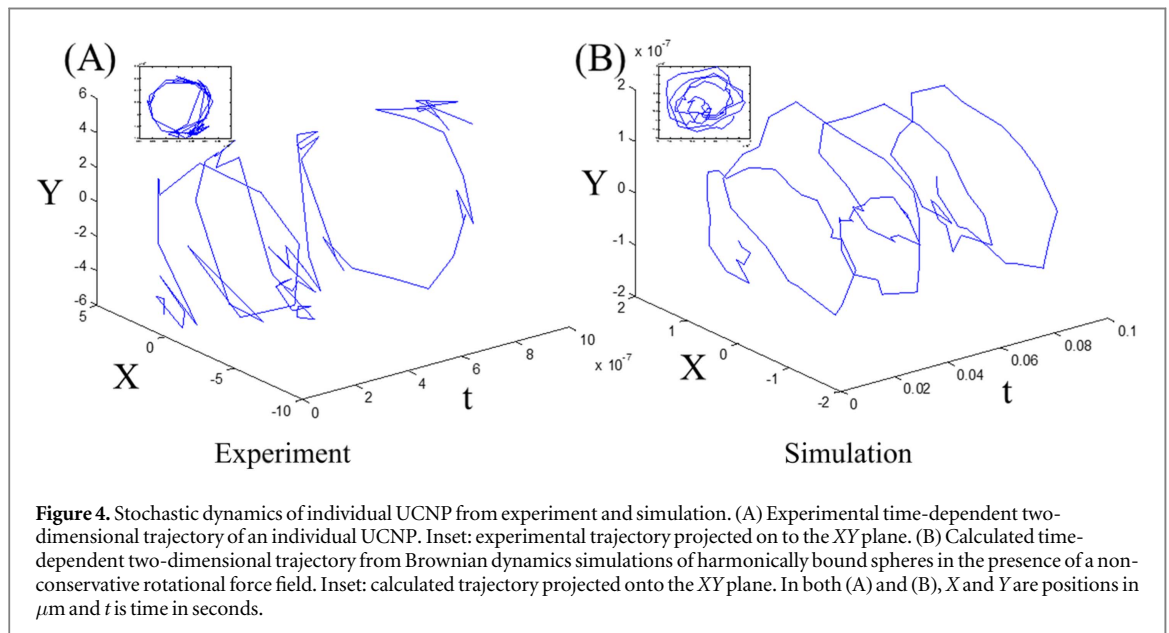 (A)
6
4
2
Y
0
-2
-4
-6
5
0
X
-5
-10
0
2
4
t
6
8
10
x 10⁻⁷
Experiment
(B)
x 10⁻⁷
2
1
Y
0
-1
-2
2
1
X
0
-1
-2
0
0.02
0.04
t
0.06
0.08
0.1
Simulation
Figure 4. Stochastic dynamics of individual UCNP from experiment and simulation. (A) Experimental time-dependent two-
dimensional trajectory of an individual UCNP. Inset: experimental trajectory projected on to the XY plane. (B) Calculated time-
dependent two-dimensional trajectory from Brownian dynamics simulations of harmonically bound spheres in the presence of a non-
conservative rotational force field. Inset: calculated trajectory projected onto the XY plane. In both (A) and (B), X and Y are positions in
μm and t is time in seconds.